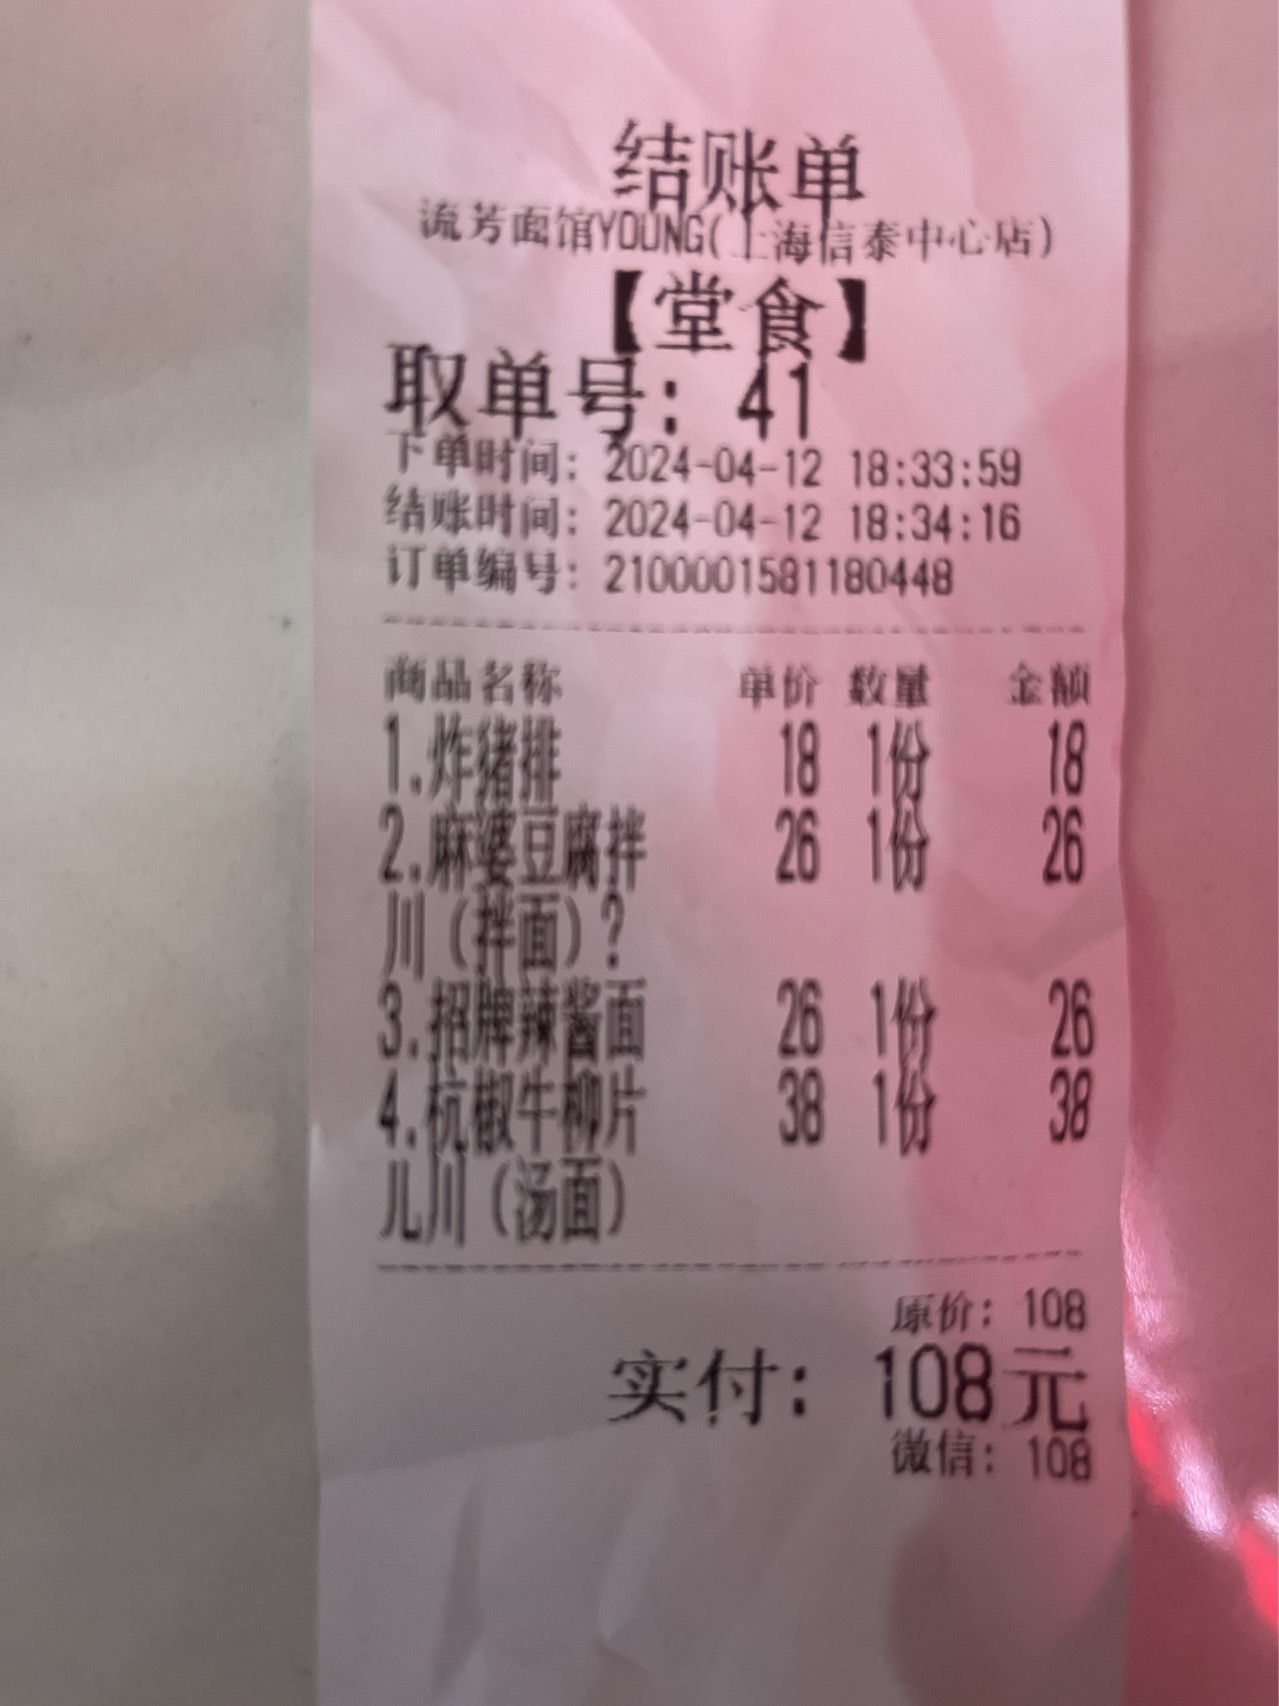 结账单
流芳面馆YOUNG(上海信泰中心店)
【堂食】
取单号: 41
下单时间: 2024-04-12 18:33:59
结账时间: 2024-04-12 18:34:16
订单编号: 2100001581180448
商品名称 单价 数量 金额
1.炸猪排 18 1份 18
2.麻婆豆腐拌 26 1份 26
川（拌面）?
3.招牌辣酱面 26 1份 26
4.杭椒牛柳片 38 1份 38
儿川（汤面）
原价: 108
实付: 108元
微信: 108